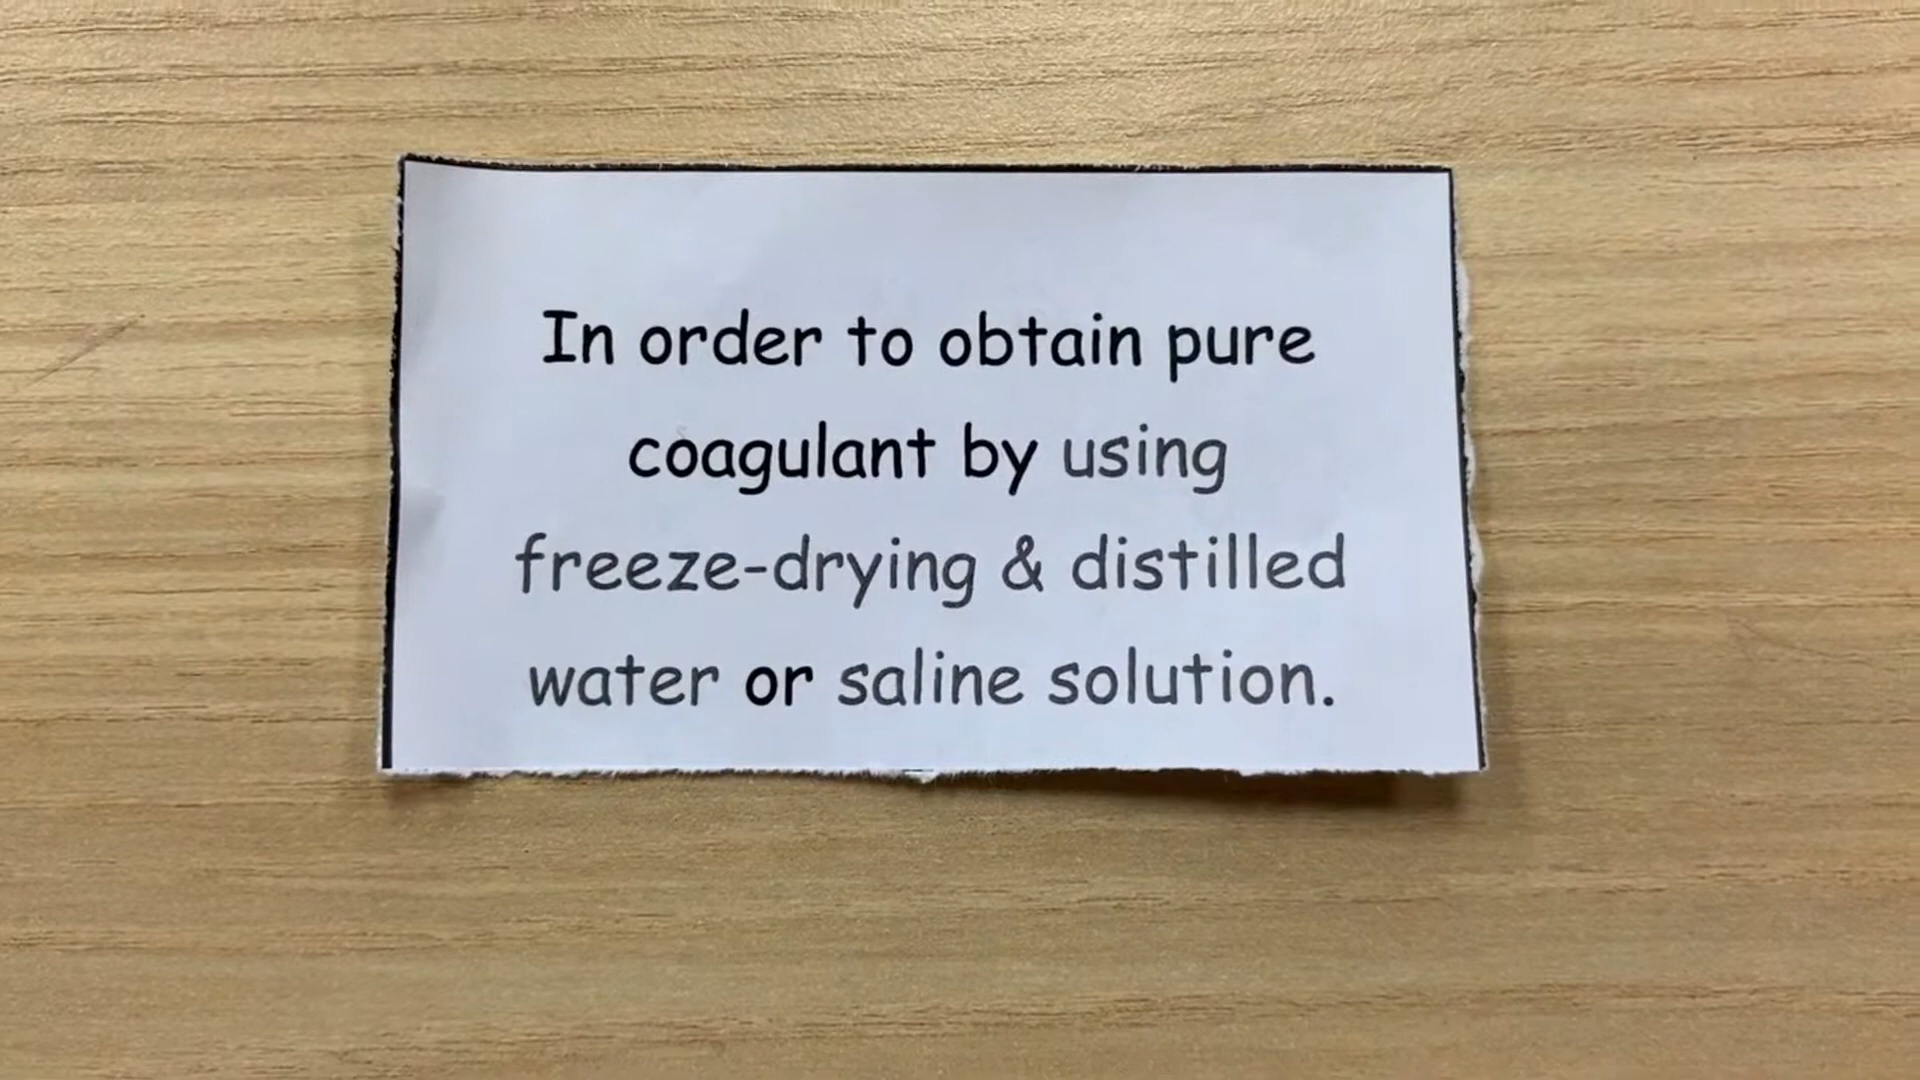 In order to obtain pure
coagulant by using
freeze-drying & distilled
water or saline solution.